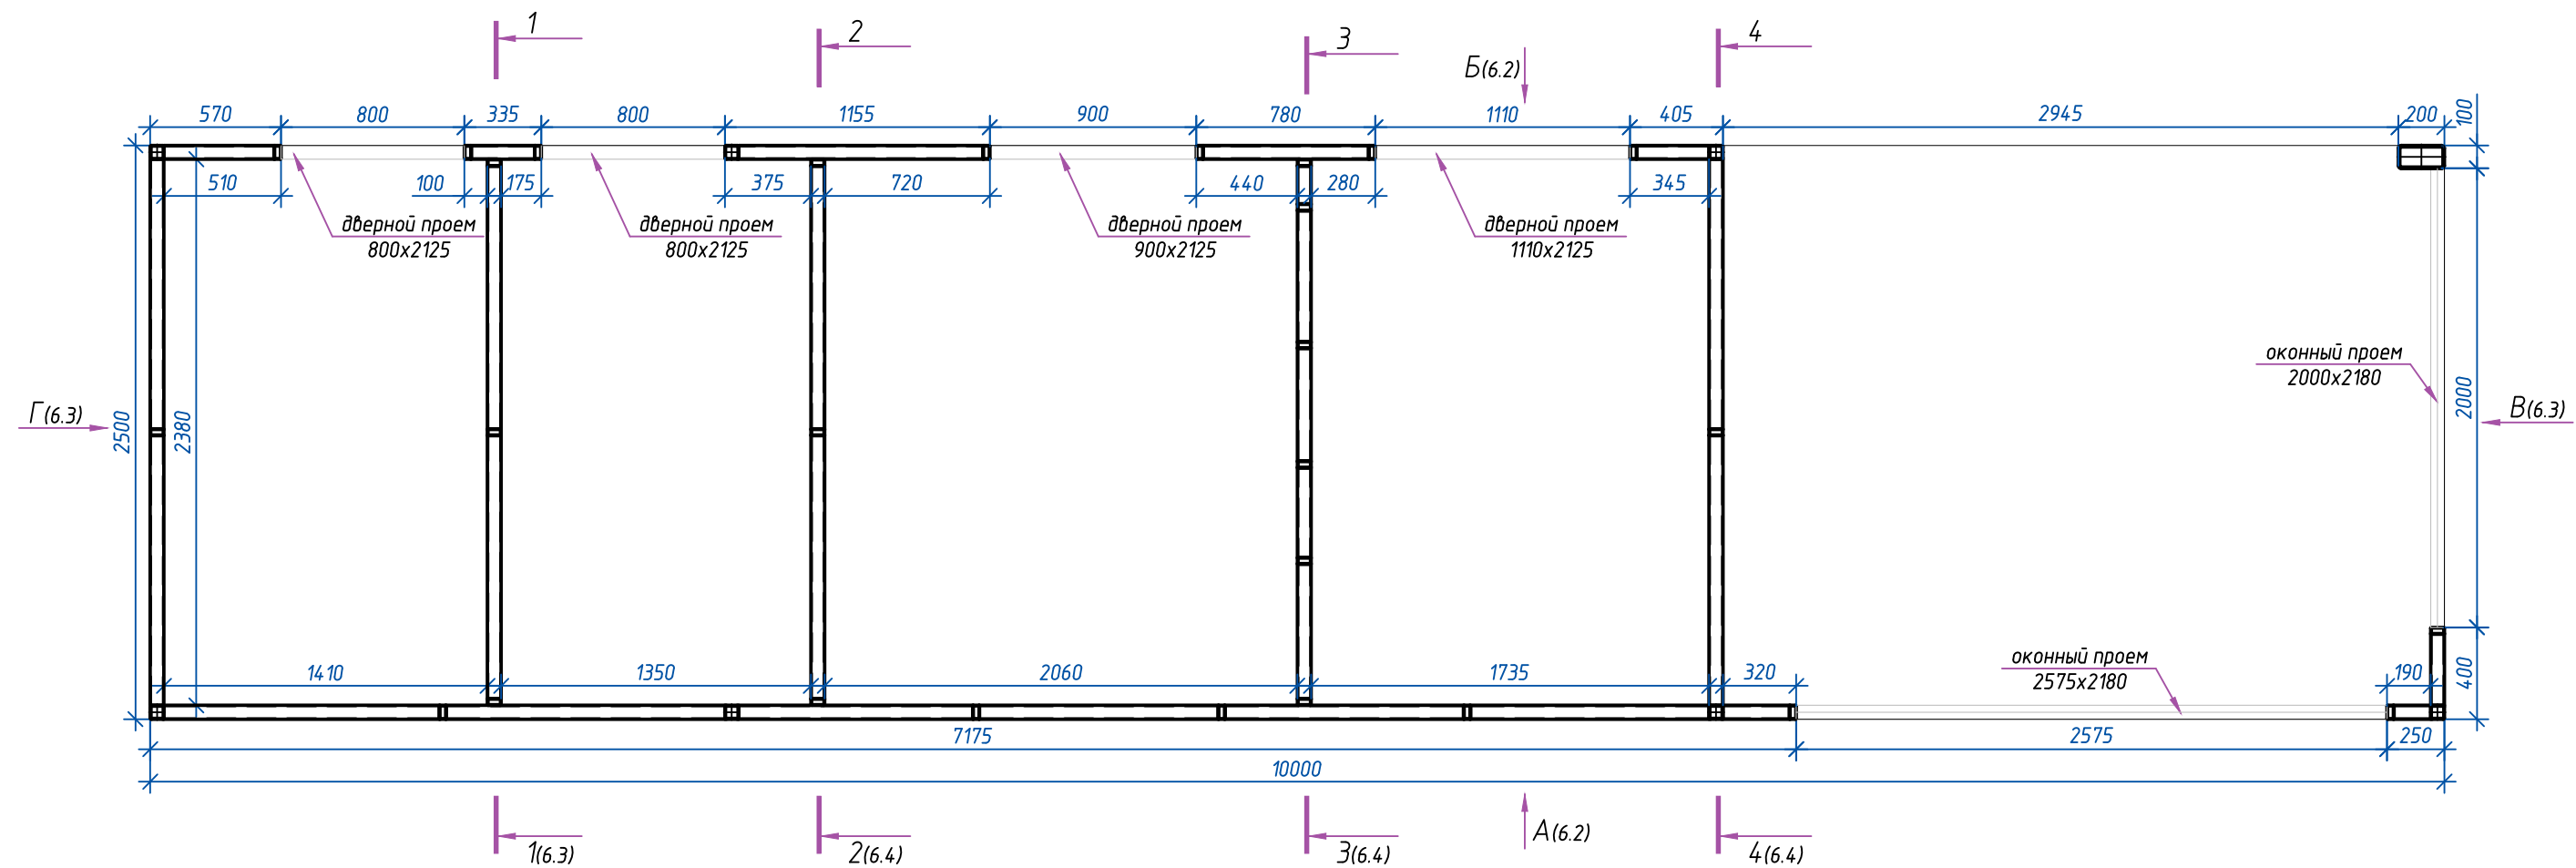 1
2
3
4
Б(6.2)
570
800
335
800
1155
900
780
1110
405
2945
200
100
510
100
175
375
720
440
280
345
дверной проем
800х2125
дверной проем
800х2125
дверной проем
900х2125
дверной проем
1110х2125
оконный проем
2000х2180
Г(6.3)
2500
2380
2000
В(6.3)
1410
1350
2060
1735
320
оконный проем
2575х2180
190
400
7175
2575
250
10000
А(6.2)
1(6.3)
2(6.4)
3(6.4)
4(6.4)